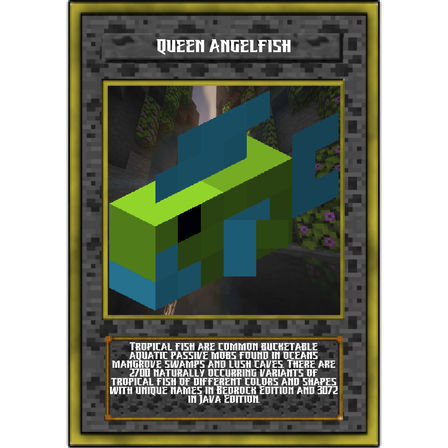 Queen Angelfish
Tropical fish are common bucketable
aquatic passive mobs found in oceans
mangrove swamps and lush caves. There are
2700 naturally occurring variants of
tropical fish of different colors and shapes
with unique names in Bedrock Edition and 3072
in Java Edition.